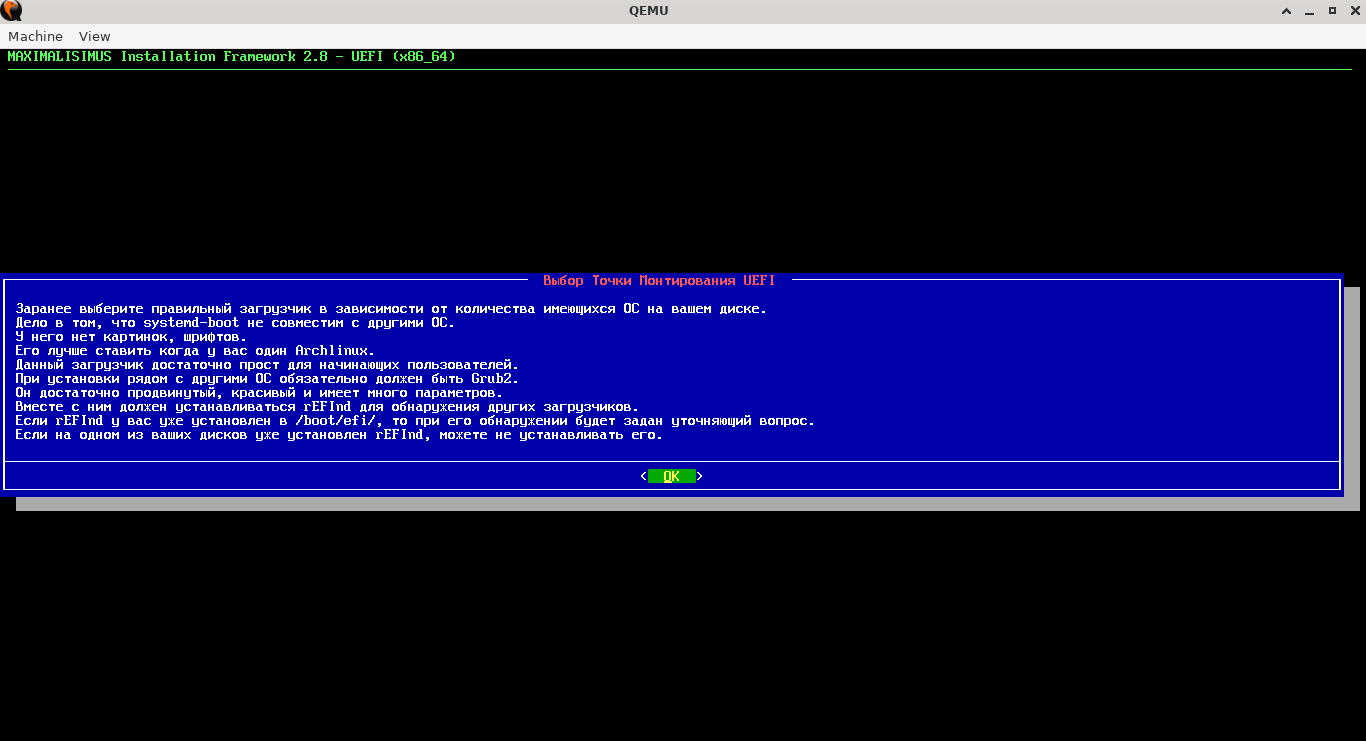 QEMU
Machine View
MAXIMALISIMUS Installation Framework 2.8 - UEFI (x86_64)
Выбор Точки Монтирования UEFI
Заранее выберите правильный загрузчик в зависимости от количества имеющихся ОС на вашем диске.
Дело в том, что systemd-boot не совместим с другими ОС.
У него нет картинок, шрифтов.
Его лучше ставить когда у вас один Archlinux.
Данный загрузчик достаточно прост для начинающих пользователей.
При установки рядом с другими ОС обязательно должен быть Grub2.
Он достаточно продвинутый, красивый и имеет много параметров.
Вместе с ним должен устанавливаться rEFInd для обнаружения других загрузчиков.
Если rEFInd у вас уже установлен в /boot/efi/, то при его обнаружении будет задан уточняющий вопрос.
Если на одном из ваших дисков уже установлен rEFInd, можете не устанавливать его.
< OK >